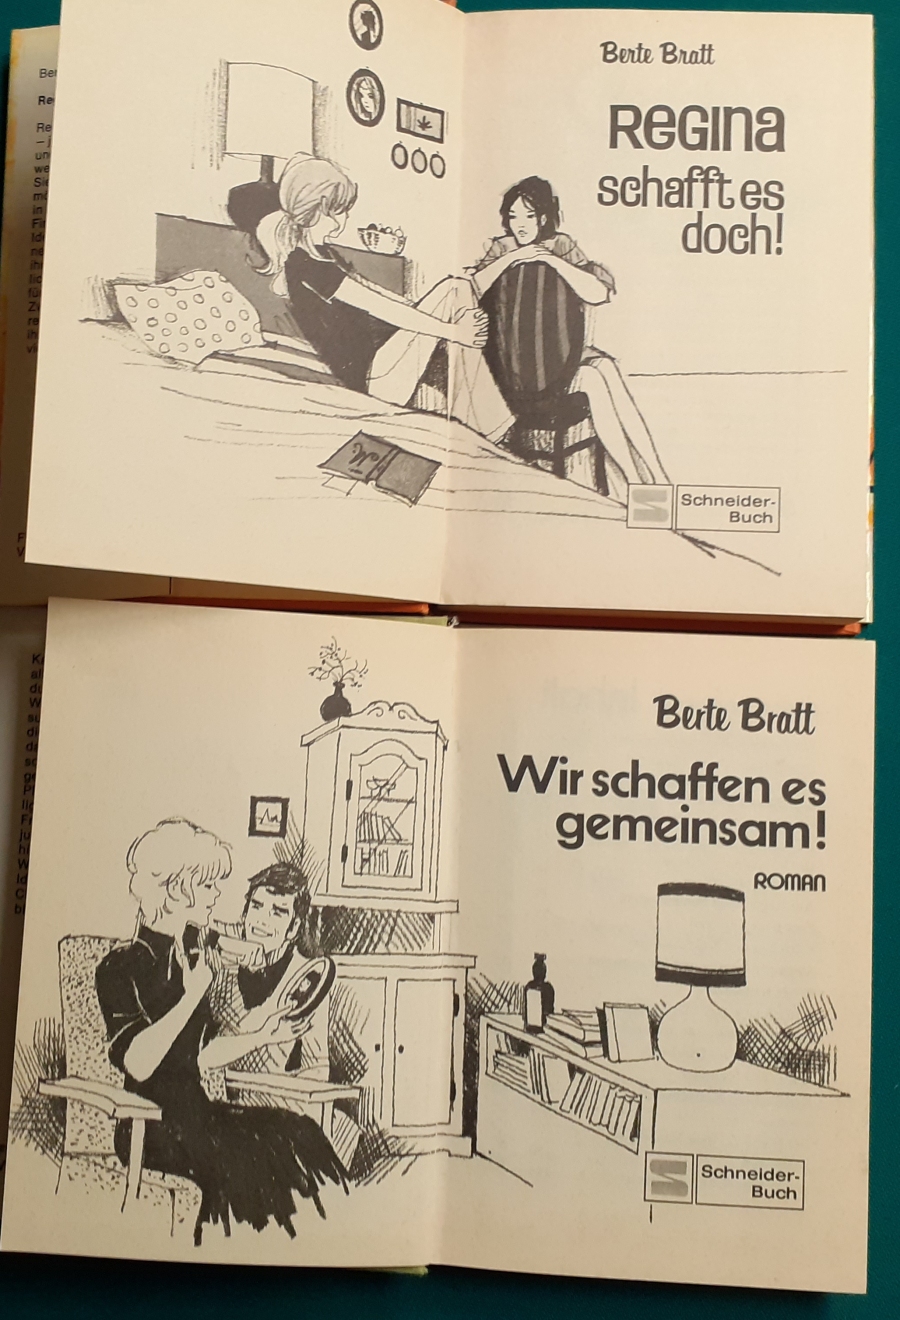 Berte Bratt
Regina
schafft es
doch!
Schneider-
Buch
Berte Bratt
Wir schaffen es
gemeinsam!
ROMAN
Schneider-
Buch